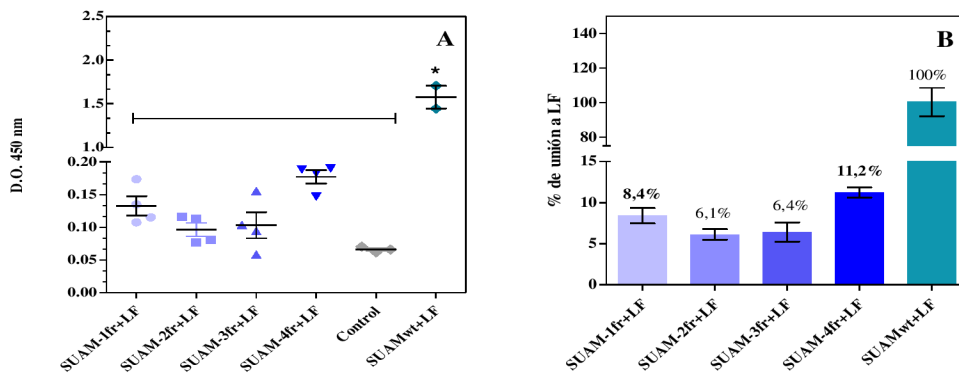 A
D.O. 450 nm
2.5
2.0
1.5
1.0
0.20
0.15
0.10
0.05
0.00
*
SUAM-1fr+LF
SUAM-2fr+LF
SUAM-3fr+LF
SUAM-4fr+LF
Control
SUAMwt+LF
B
% de unión a LF
140
120
100
80
60
15
10
5
0
8,4%
6,1%
6,4%
11,2%
100%
SUAM-1fr+LF
SUAM-2fr+LF
SUAM-3fr+LF
SUAM-4fr+LF
SUAMwt+LF